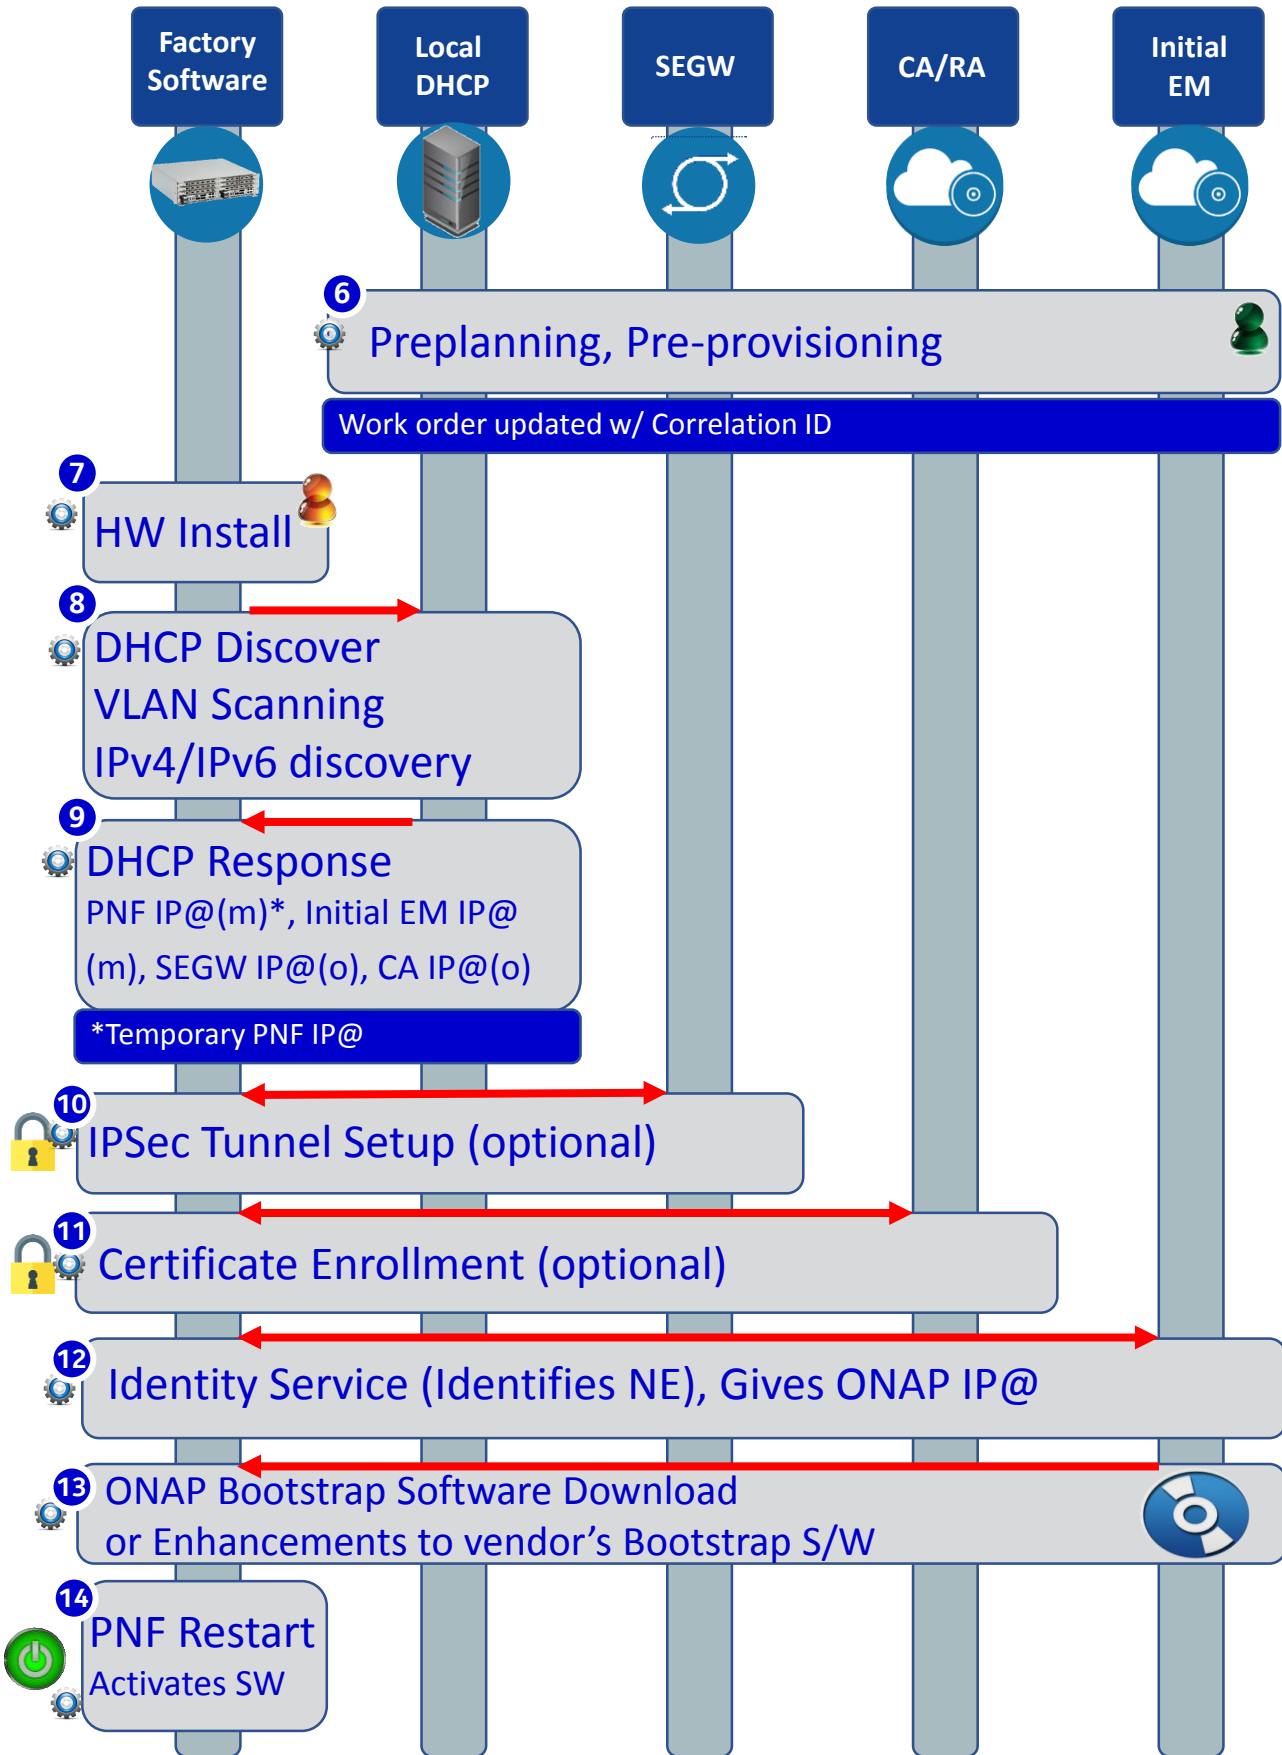 Factory
Software
Local
DHCP
SEGW
CA/RA
Initial
EM
6
Preplanning, Pre-provisioning
Work order updated w/ Correlation ID
7
HW Install
8
DHCP Discover
VLAN Scanning
IPv4/IPv6 discovery
9
DHCP Response
PNF IP@(m)*, Initial EM IP@
(m), SEGW IP@(o), CA IP@(o)
*Temporary PNF IP@
10
IPSec Tunnel Setup (optional)
11
Certificate Enrollment (optional)
12
Identity Service (Identifies NE), Gives ONAP IP@
13
ONAP Bootstrap Software Download
or Enhancements to vendor’s Bootstrap S/W
14
PNF Restart
Activates SW